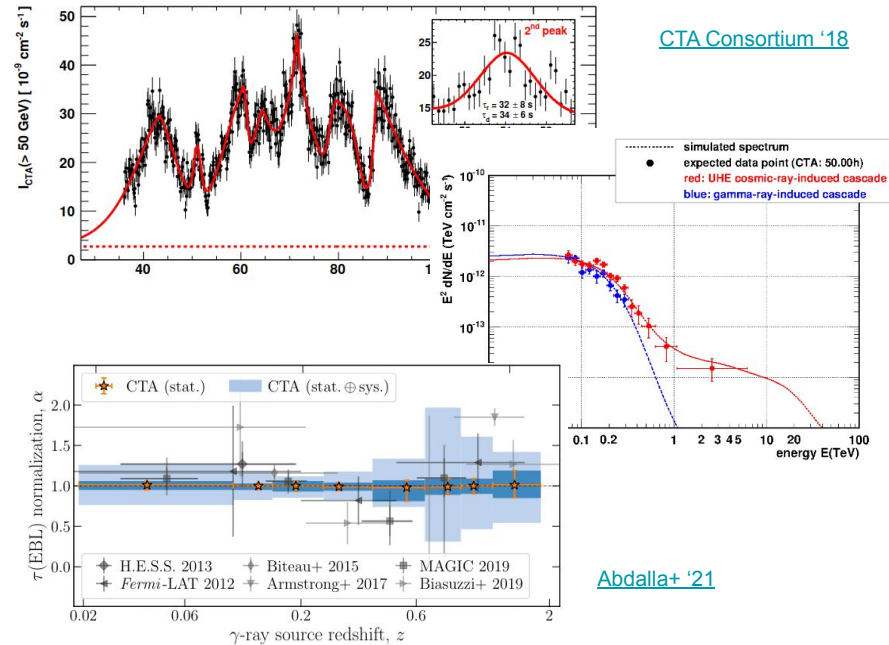 CTA Consortium '18
I_CTA(> 50 GeV) [ 10^-9 cm^-2 s^-1 ]
50
40
30
20
10
0
40
60
80
1
25
20
15
2nd peak
τr = 32 ± 8 s
τd = 34 ± 6 s
simulated spectrum
expected data point (CTA: 50.00h)
red: UHE cosmic-ray-induced cascade
blue: gamma-ray-induced cascade
E² dN/dE (TeV cm^-2 s^-1)
10^-10
10^-11
10^-12
10^-13
0.1 0.2 1 2 3 4 5 10 20 100
energy E(TeV)
CTA (stat.)
CTA (stat. ⊕ sys.)
τ(EBL) normalization, α
2.0
1.5
1.0
0.5
0.0
H.E.S.S. 2013
Biteau+ 2015
MAGIC 2019
Fermi-LAT 2012
Armstrong+ 2017
Biasuzzi+ 2019
0.02 0.06 0.2 0.6 2
γ-ray source redshift, z
Abdalla+ '21